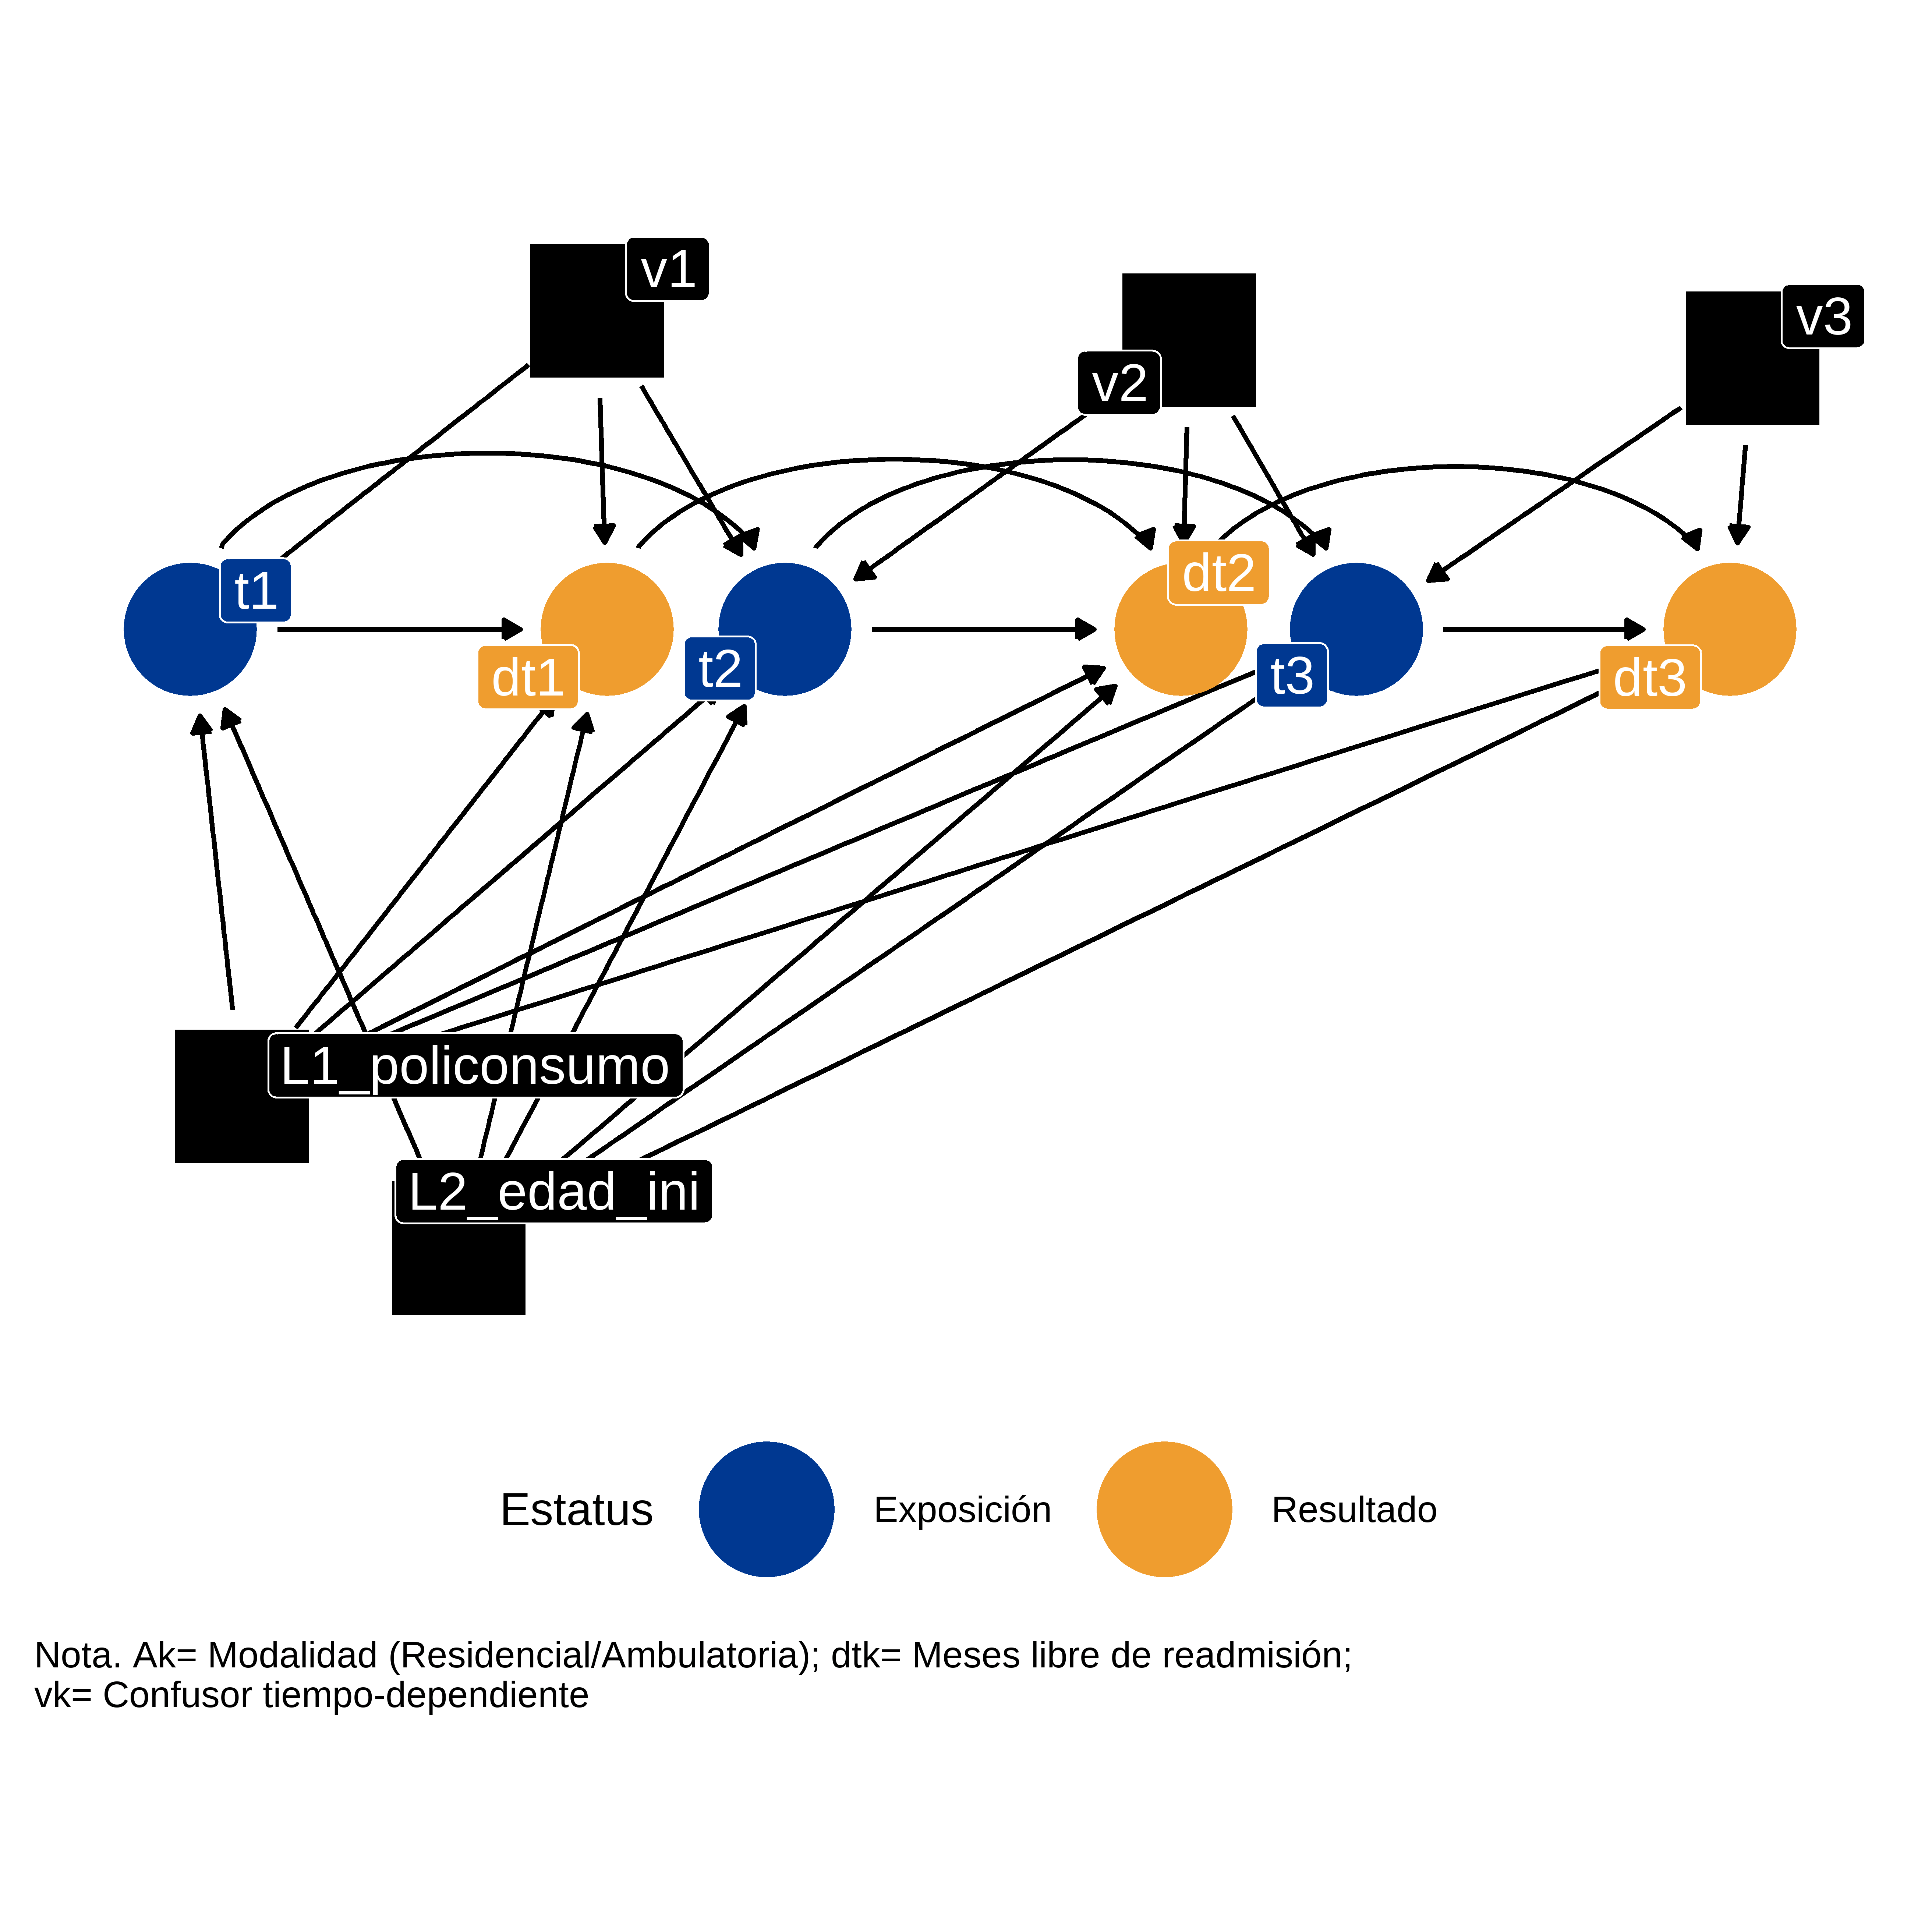 v1
v2
v3
t1
dt1
t2
dt2
t3
dt3
L1_policonsumo
L2_edad_ini
Estatus
Exposición
Resultado
Nota. Ak= Modalidad (Residencial/Ambulatoria); dtk= Meses libre de readmisión;
vk= Confusor tiempo-dependiente